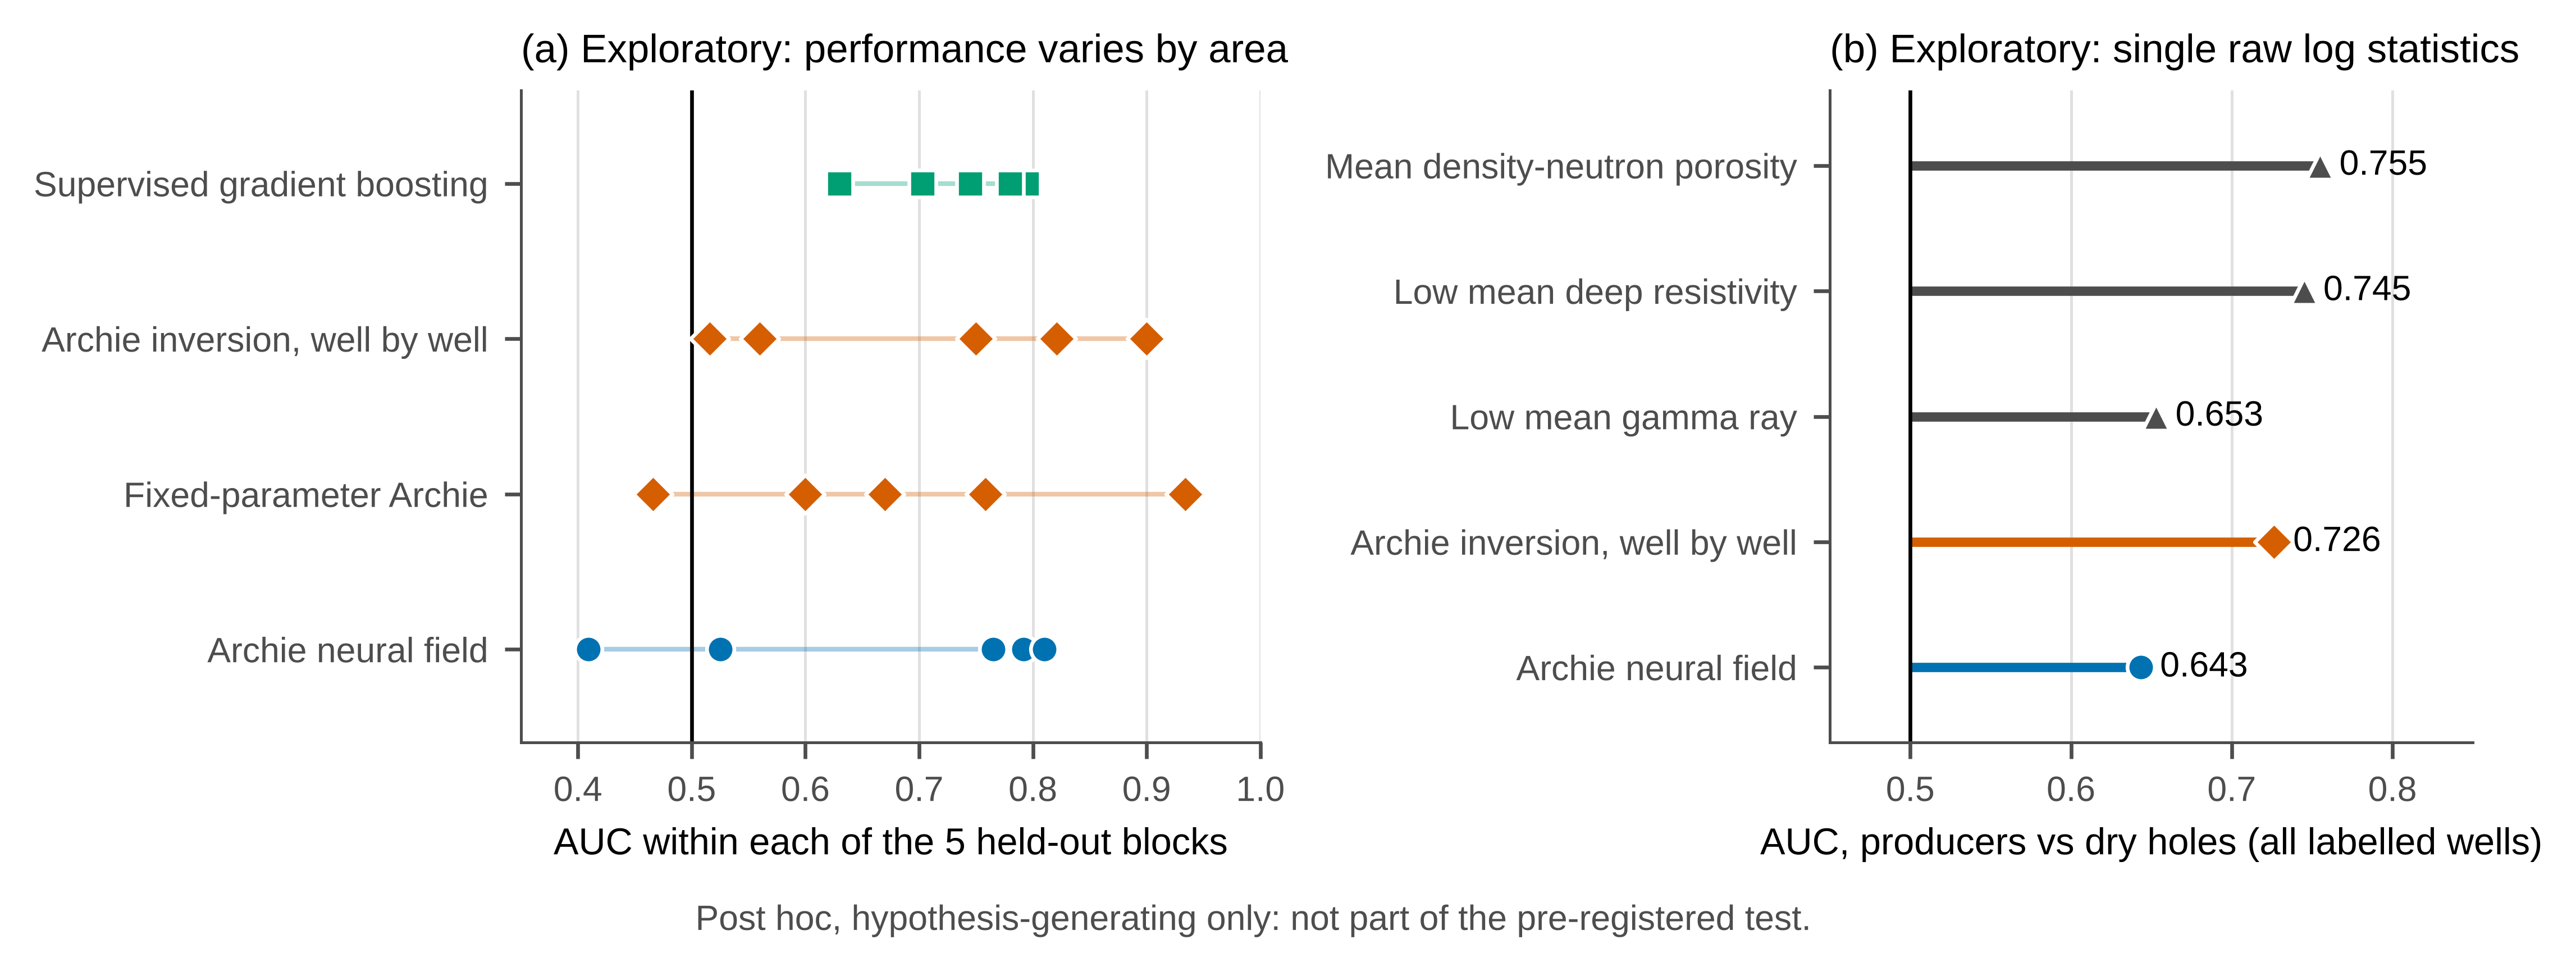 (a) Exploratory: performance varies by area
Supervised gradient boosting
Archie inversion, well by well
Fixed-parameter Archie
Archie neural field
0.4 0.5 0.6 0.7 0.8 0.9 1.0
AUC within each of the 5 held-out blocks
(b) Exploratory: single raw log statistics
Mean density-neutron porosity 0.755
Low mean deep resistivity 0.745
Low mean gamma ray 0.653
Archie inversion, well by well 0.726
Archie neural field 0.643
0.5 0.6 0.7 0.8
AUC, producers vs dry holes (all labelled wells)
Post hoc, hypothesis-generating only: not part of the pre-registered test.